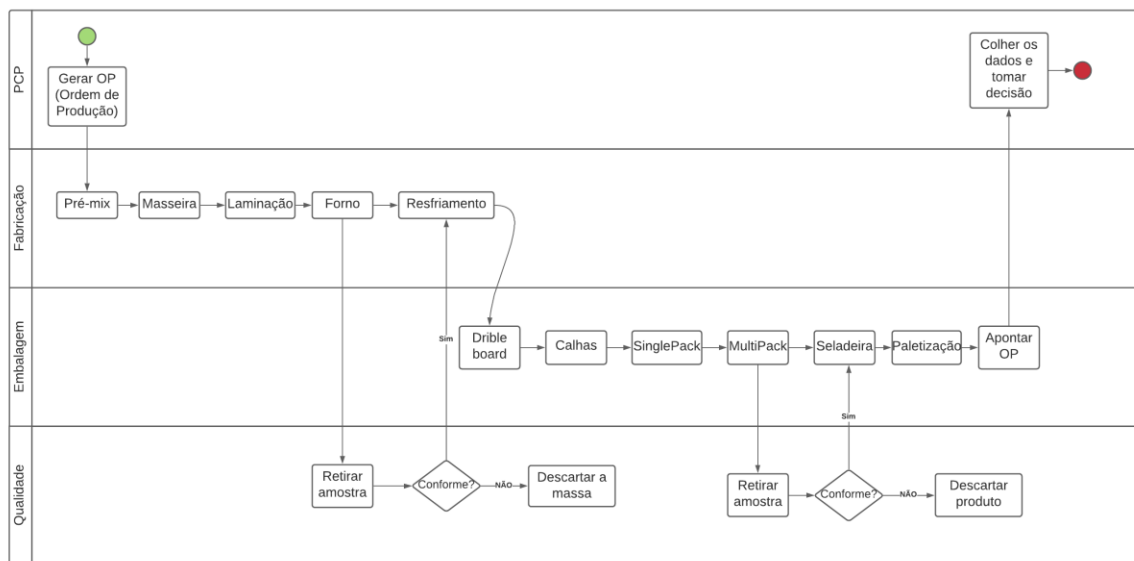 PCP
Gerar OP
(Ordem de
Produção)
Colher os
dados e
tomar
decisão
Fabricação
Pré-mix
Masseira
Laminação
Forno
Resfriamento
Embalagem
Sim
Drible
board
Calhas
SinglePack
MultiPack
Seladeira
Paletização
Apontar
OP
Sim
Qualidade
Retirar
amostra
Conforme?
NÃO
Descartar a
massa
Retirar
amostra
Conforme?
NÃO
Descartar
produto